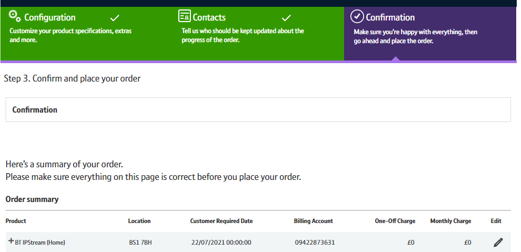 Configuration
Customize your product specifications, extras
and more.
Contacts
Tell us who should be kept updated about the
progress of the order.
Confirmation
Make sure you're happy with everything, then
go ahead and place the order.
Step 3. Confirm and place your order
Confirmation
Here's a summary of your order.
Please make sure everything on this page is correct before you place your order.
Order summary
Product Location Customer Required Date Billing Account One-Off Charge Monthly Charge Edit
+BT IPStream (Home) BS1 7BH 22/07/2021 00:00:00 09422873631 £0 £0